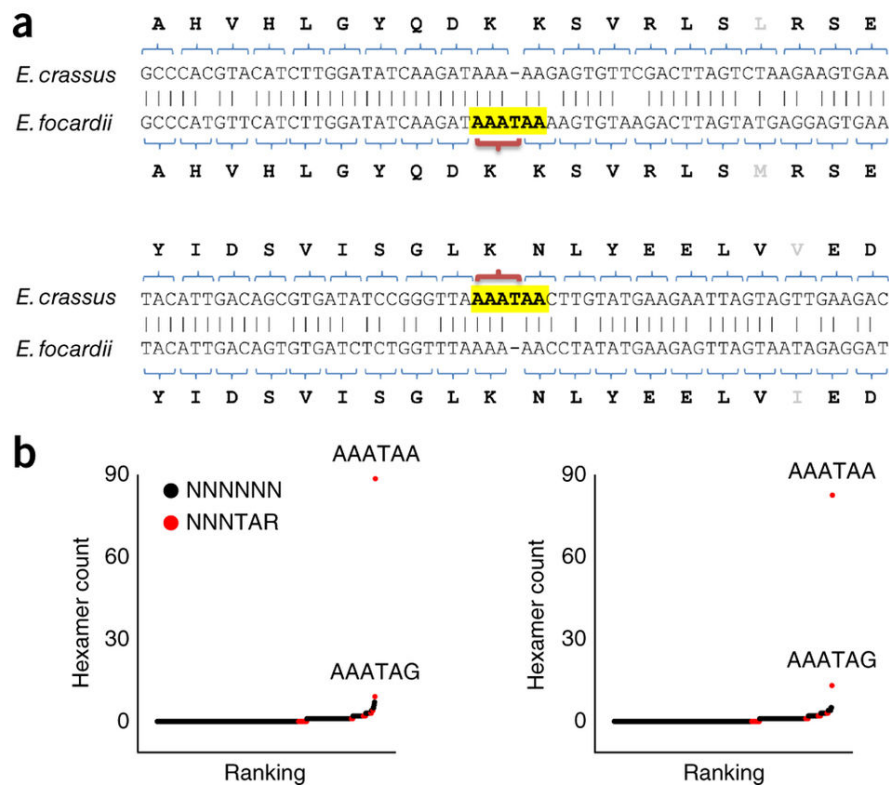 a
A H V H L G Y Q D K K S V R L S L R S E
E. crassus GCCCACGTACATCTTGGATATCAAGATAAA-AAGAGTGTTCGACTTAGTCTAAGAAGTGAA
E. focardii GCCCATGTTCATCTTGGATATCAAGATAAATAAAAGTGTAAGACTTAGTATGAGGAGTGAA
A H V H L G Y Q D K K S V R L S M R S E
Y I D S V I S G L K N L Y E E L V V E D
E. crassus TACATTGACAGCGTGATATCCGGGTTAAAATAACTTGTATGAAGAATTAGTAGTTGAAGAC
E. focardii TACATTGACAGTGTGATCTCTGGTTTAAAA-AACCTATATGAAGAGTTAGTAATAGAGGAT
Y I D S V I S G L K N L Y E E L V I E D
b
AAATAA
90
NNNNNN
NNNTAR
60
Hexamer count
30
AAATAG
0
Ranking
AAATAA
90
60
Hexamer count
30
AAATAG
0
Ranking